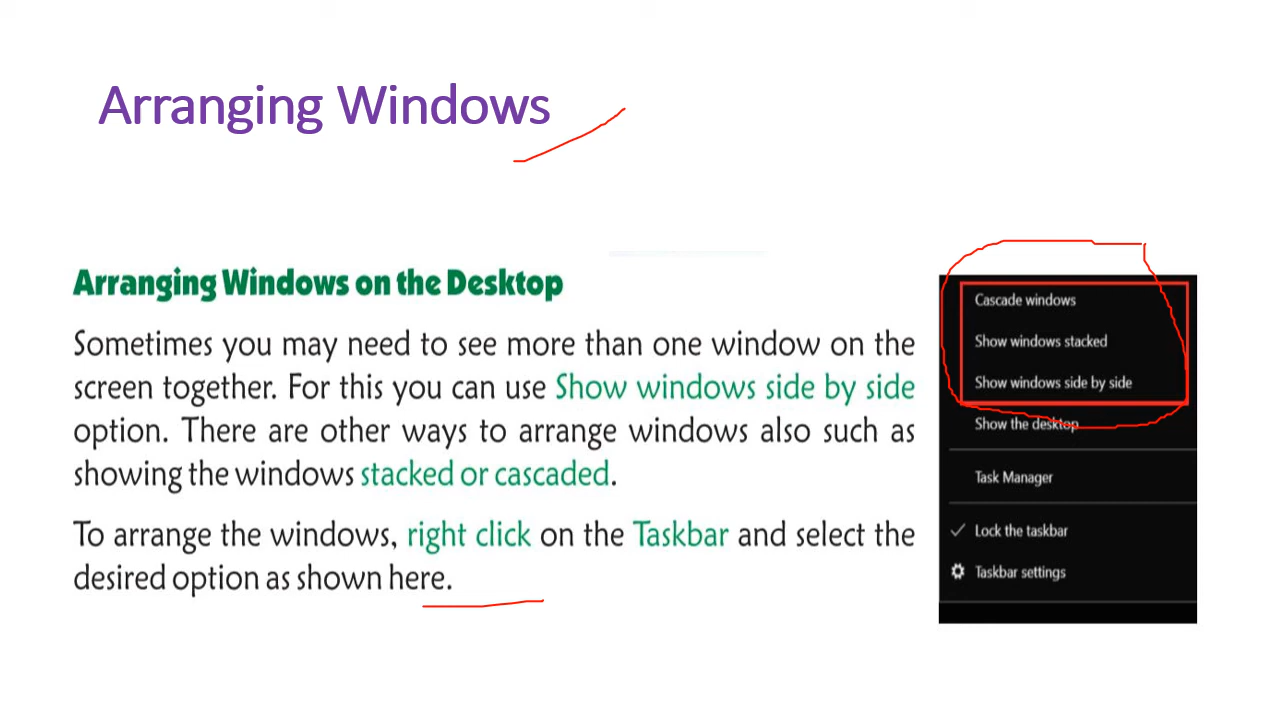 Arranging Windows
Arranging Windows on the Desktop
Sometimes you may need to see more than one window on the
screen together. For this you can use Show windows side by side
option. There are other ways to arrange windows also such as
showing the windows stacked or cascaded.
To arrange the windows, right click on the Taskbar and select the
desired option as shown here.
Cascade windows
Show windows stacked
Show windows side by side
Show the desktop
Task Manager
Lock the taskbar
Taskbar settings